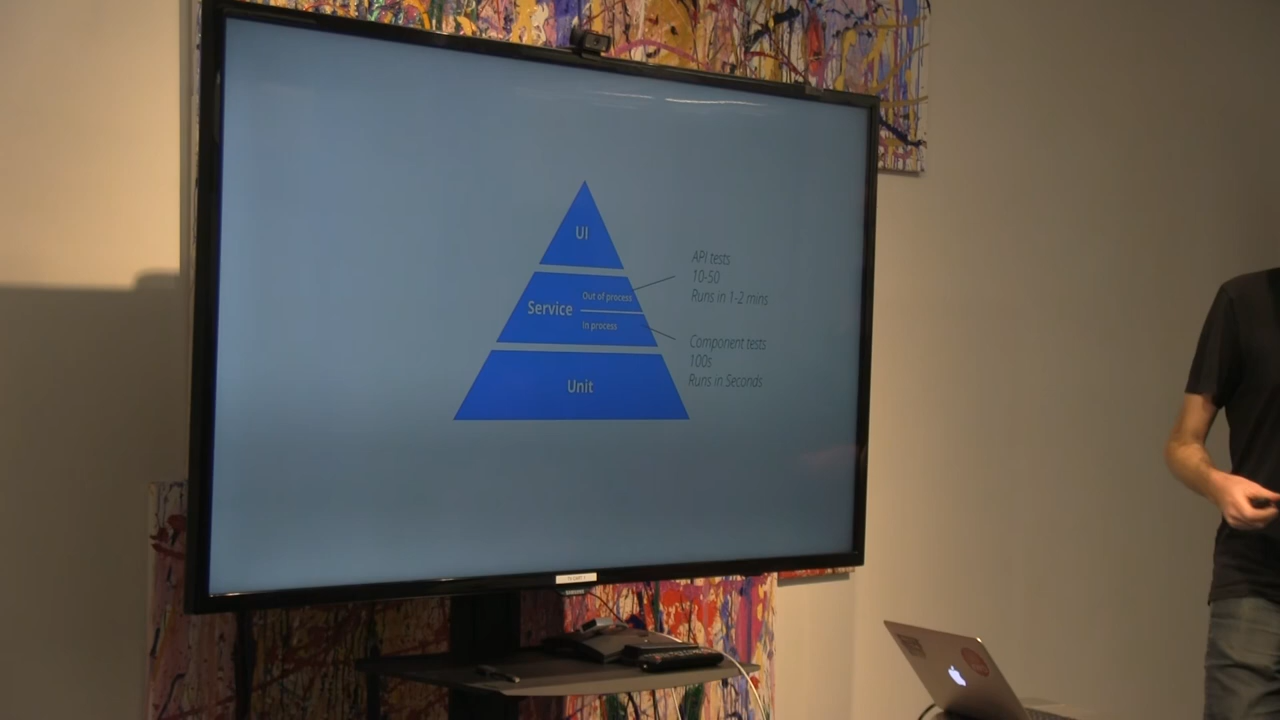 UI
Service
Out of process
In process
Unit
API tests
10-50
Runs in 1-2 mins
Component tests
100s
Runs in Seconds